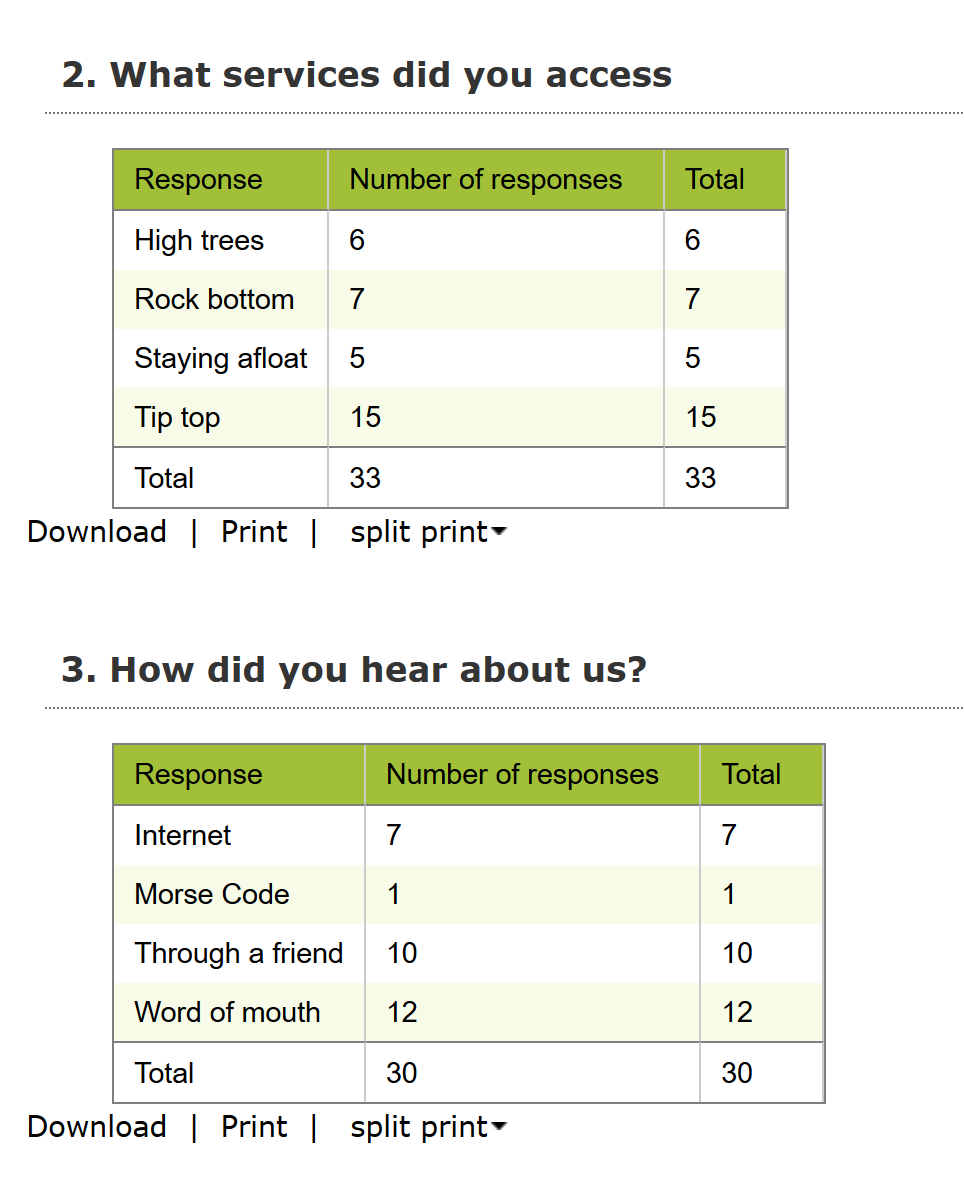 2. What services did you access
Response Number of responses Total
High trees 6 6
Rock bottom 7 7
Staying afloat 5 5
Tip top 15 15
Total 33 33
Download | Print | split print
3. How did you hear about us?
Response Number of responses Total
Internet 7 7
Morse Code 1 1
Through a friend 10 10
Word of mouth 12 12
Total 30 30
Download | Print | split print